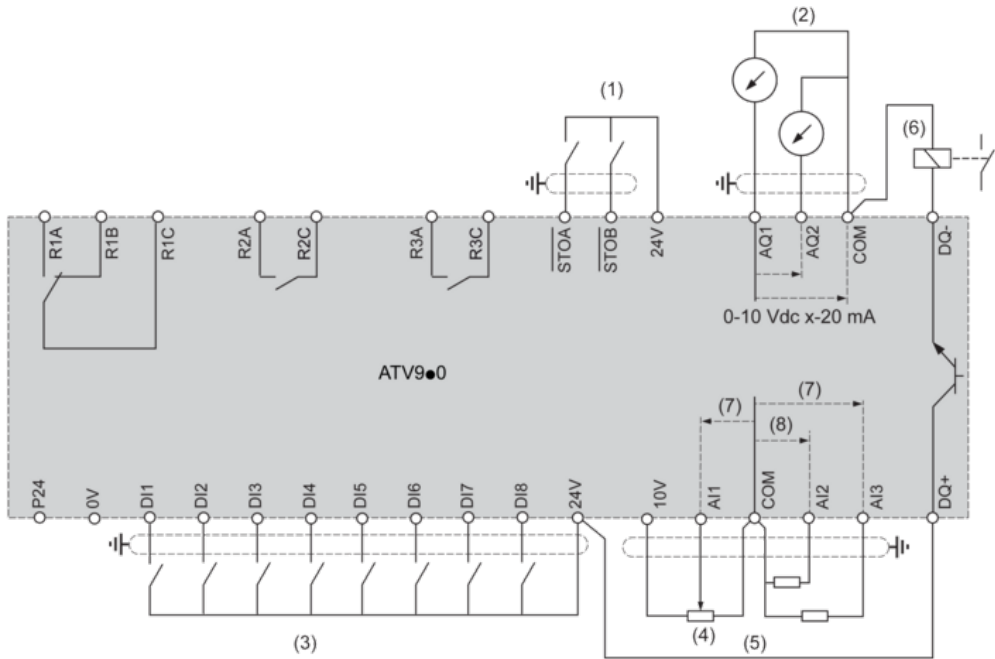 (2)
(1)
(6)
R1A R1B R1C R2A R2C R3A R3C STOA STOB 24V AQ1 AQ2 COM DQ-
0-10 Vdc x-20 mA
ATV9●0
(7)
(7)
(8)
P24 0V DI1 DI2 DI3 DI4 DI5 DI6 DI7 DI8 24V 10V AI1 COM AI2 AI3 DQ+
(3) (4) (5)